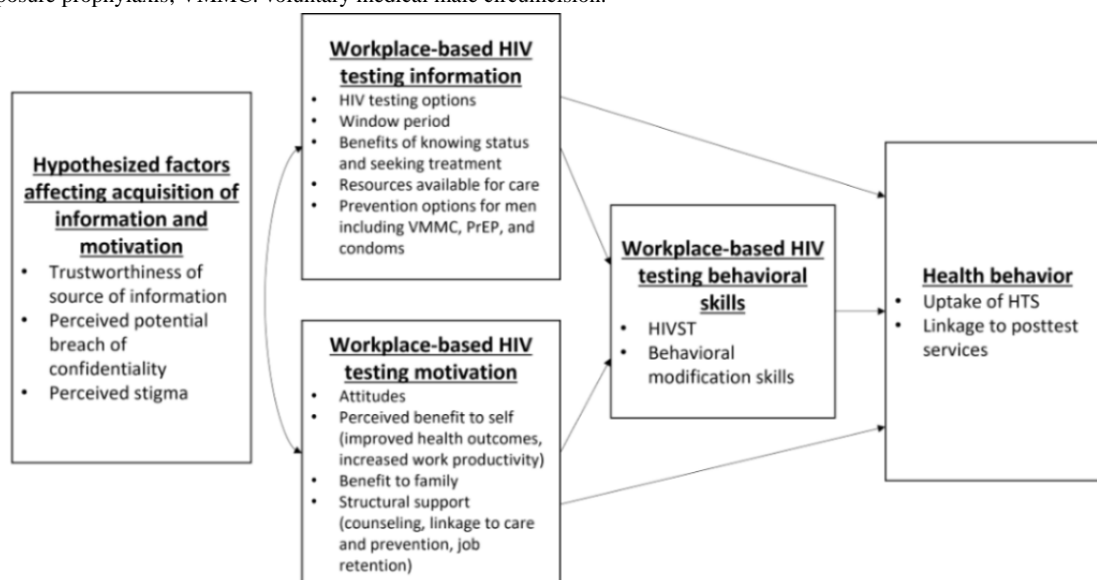 posure prophylaxis; VMMC: voluntary medical male circumcision.
Hypothesized factors
affecting acquisition of
information and
motivation
• Trustworthiness of
source of information
• Perceived potential
breach of
confidentiality
• Perceived stigma
Workplace-based HIV
testing information
• HIV testing options
• Window period
• Benefits of knowing status
and seeking treatment
• Resources available for care
• Prevention options for men
including VMMC, PrEP, and
condoms
Workplace-based HIV
testing motivation
• Attitudes
• Perceived benefit to self
(improved health outcomes,
increased work productivity)
• Benefit to family
• Structural support
(counseling, linkage to care
and prevention, job
retention)
Workplace-based HIV
testing behavioral
skills
• HIVST
• Behavioral
modification skills
Health behavior
• Uptake of HTS
• Linkage to posttest
services